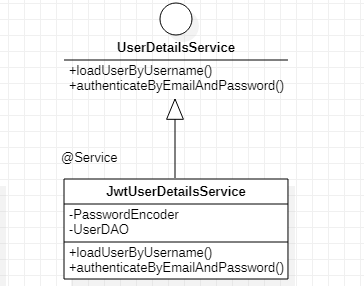 UserDetailsService
+loadUserByUsername()
+authenticateByEmailAndPassword()
@Service
JwtUserDetailsService
-PasswordEncoder
-UserDAO
+loadUserByUsername()
+authenticateByEmailAndPassword()